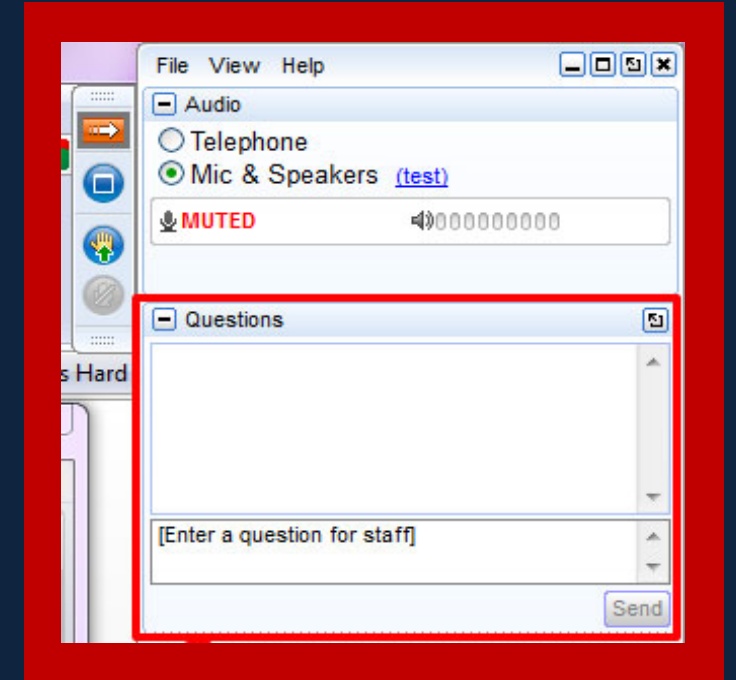 File View Help
Audio
Telephone
Mic & Speakers (test)
MUTED
Questions
s Hard
[Enter a question for staff]
Send